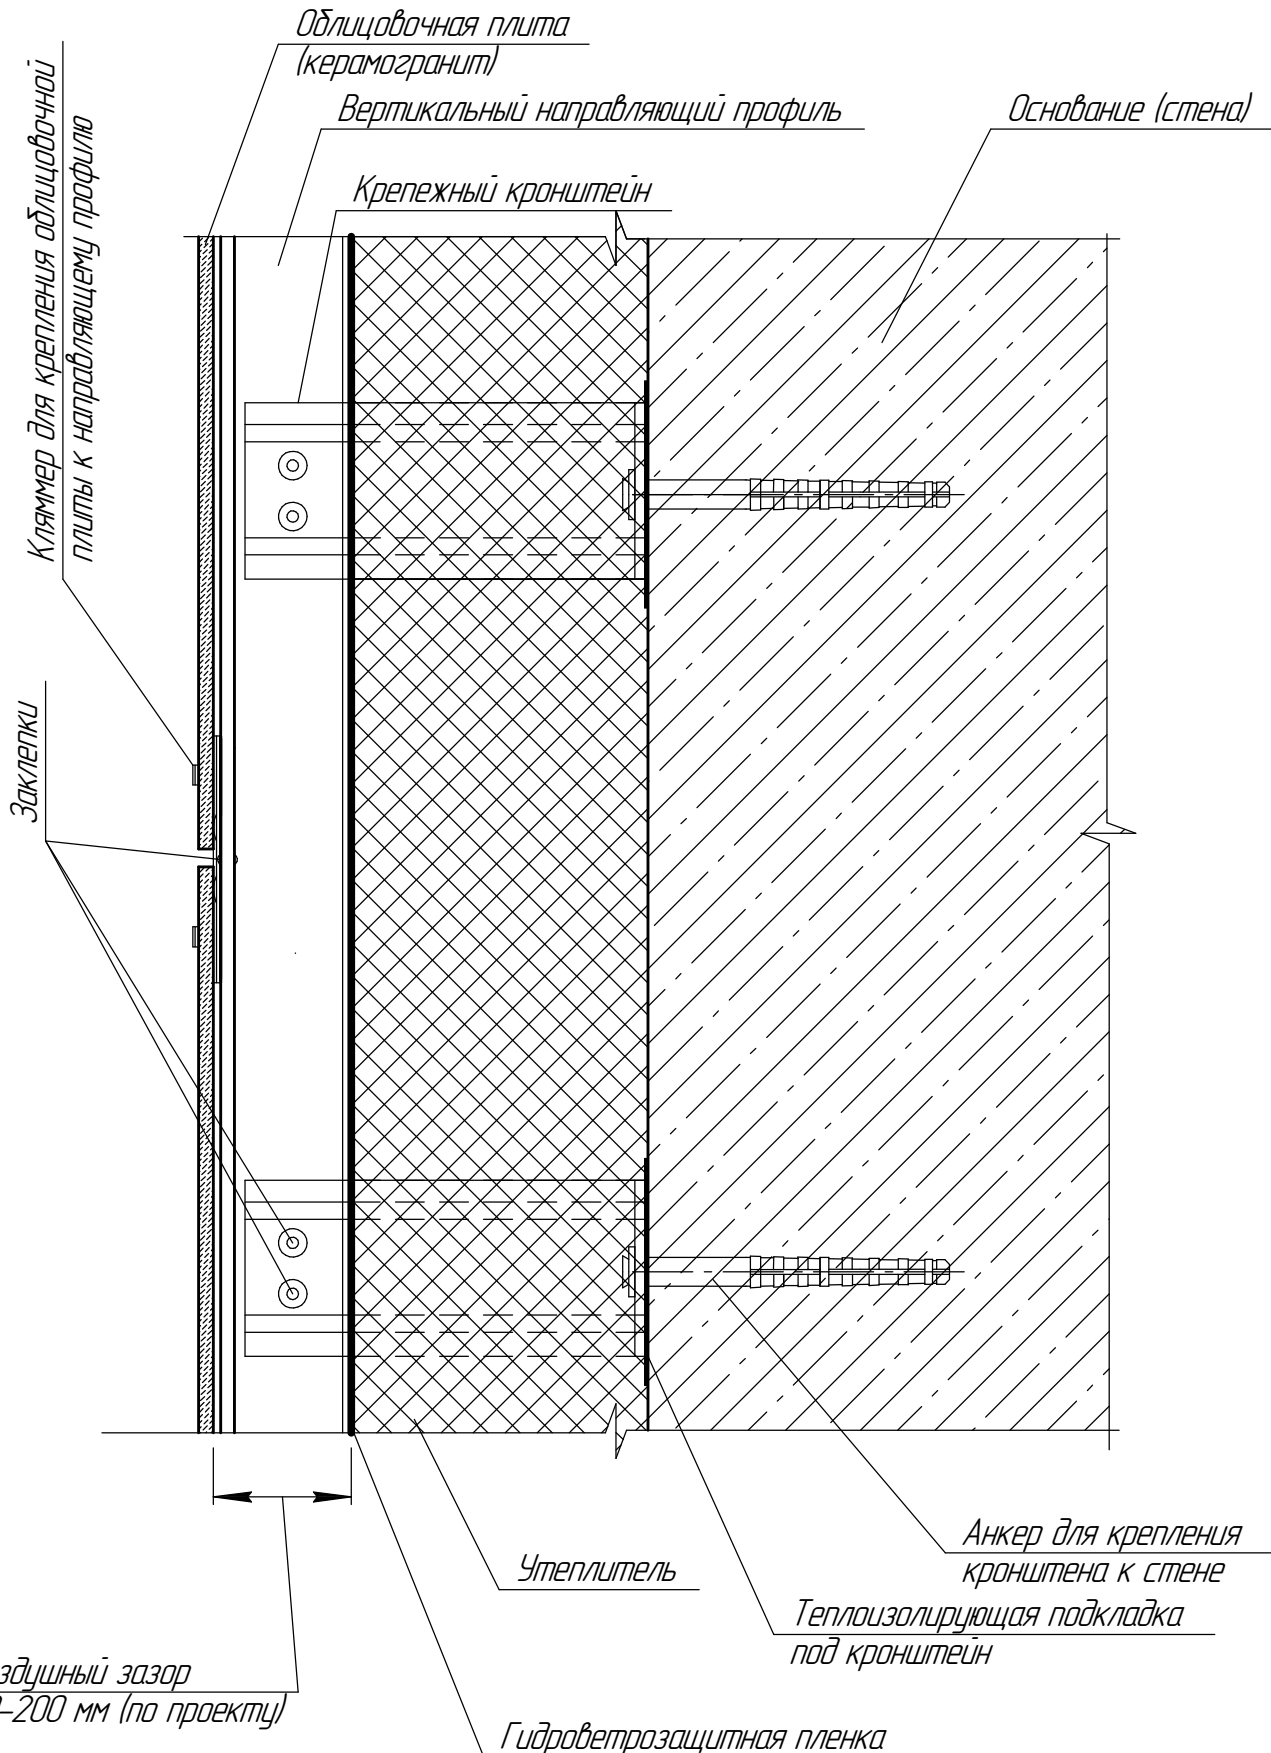 Облицовочная плита
(керамогранит)
Вертикальный направляющий профиль
Основание (стена)
Крепежный кронштейн
Кляммер для крепления облицовочной
плиты к направляющему профилю
Заклепки
Анкер для крепления
кронштена к стене
Утеплитель
Теплоизолирующая подкладка
под кронштейн
здушный зазор
-200 мм (по проекту)
Гидроветрозащитная пленка